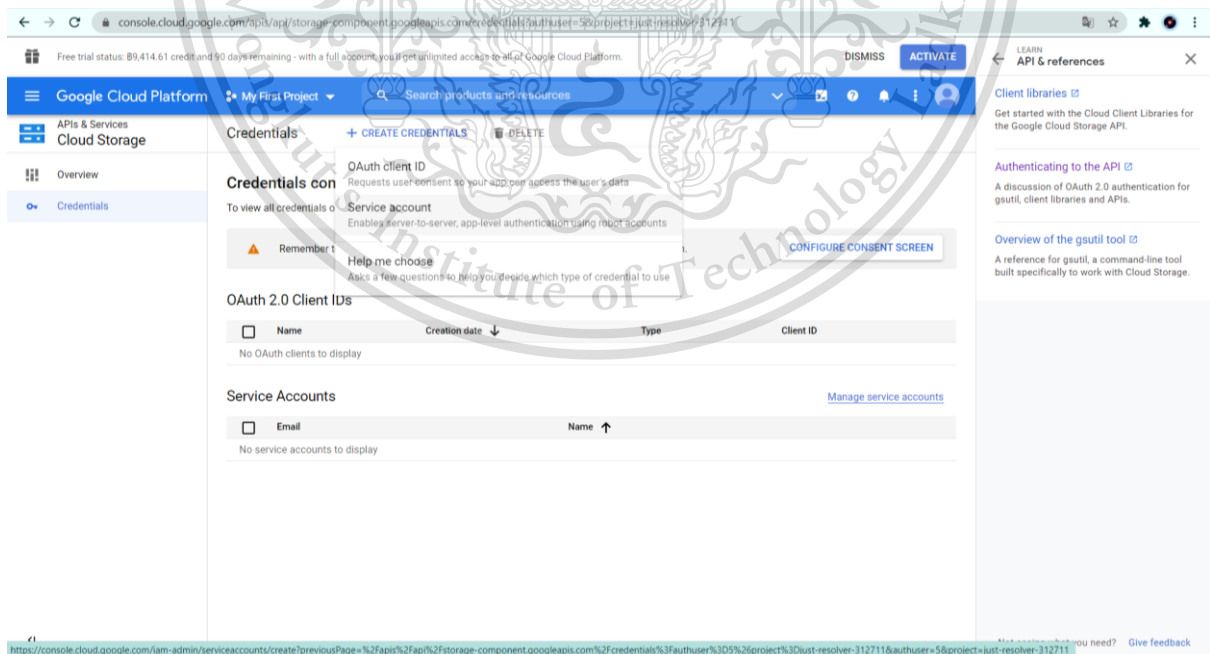 console.cloud.google.com/apis/api/storage-component.googleapis.com/credentials?authuser=5&project=just-resolver-312711
Free trial status: ฿9,414.61 credit and 90 days remaining - with a full account, you'll get unlimited access to all of Google Cloud Platform.
DISMISS
ACTIVATE
LEARN
API & references
Google Cloud Platform
My First Project
Search products and resources
APIs & Services
Cloud Storage
Overview
Credentials
Credentials
+ CREATE CREDENTIALS
DELETE
OAuth client ID
Requests user consent so your app can access the user's data
Service account
Enables server-to-server, app-level authentication using robot accounts
Help me choose
Asks a few questions to help you decide which type of credential to use
Credentials con
To view all credentials o
Remember t
CONFIGURE CONSENT SCREEN
OAuth 2.0 Client IDs
Name
Creation date
Type
Client ID
No OAuth clients to display
Service Accounts
Manage service accounts
Email
Name
No service accounts to display
Client libraries
Get started with the Cloud Client Libraries for
the Google Cloud Storage API.
Authenticating to the API
A discussion of OAuth 2.0 authentication for
gsutil, client libraries and APIs.
Overview of the gsutil tool
A reference for gsutil, a command-line tool
built specifically to work with Cloud Storage.
Not seeing what you need?
Give feedback
https://console.cloud.google.com/iam-admin/serviceaccounts/create?previousPage=%2Fapis%2Fapi%2Fstorage-component.googleapis.com%2Fcredentials%3Fauthuser%3D5%26project%3Djust-resolver-312711&authuser=5&project=just-resolver-312711
Institute of Technology Lad